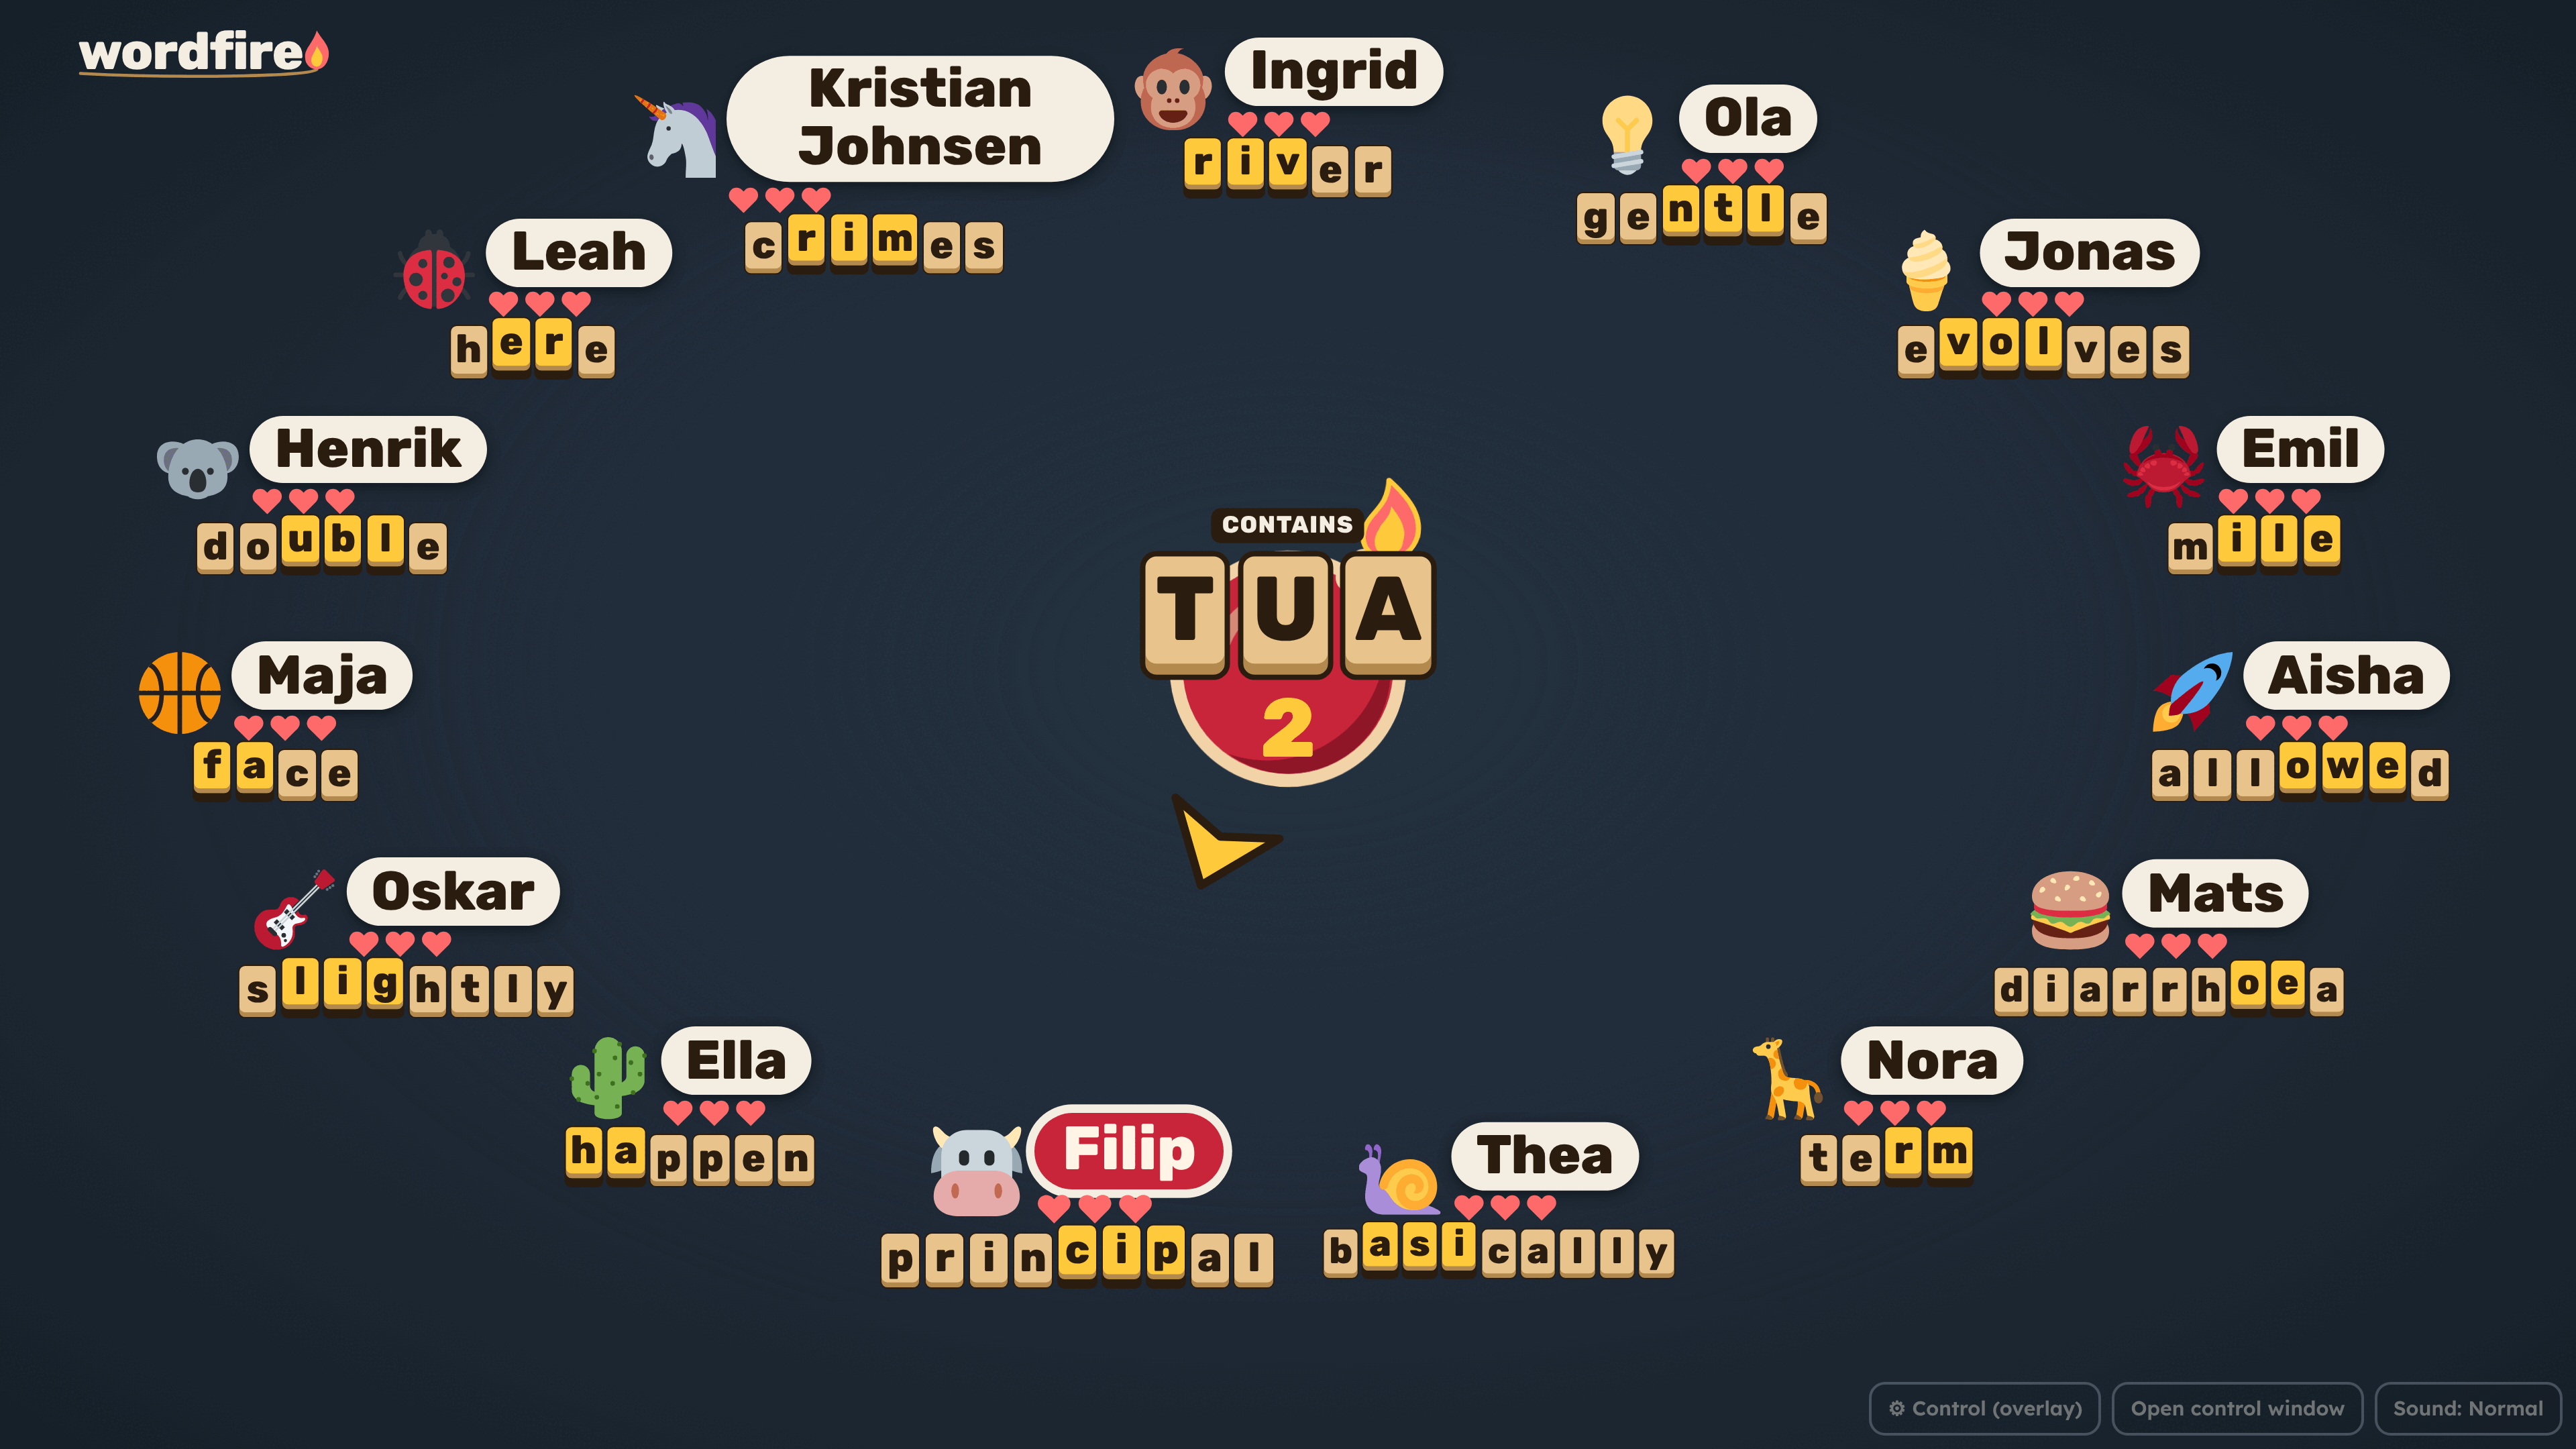 wordfire
Kristian
Johnsen
crimes
Ingrid
river
Ola
gentle
Leah
here
Jonas
evolves
Henrik
double
Emil
mile
CONTAINS
TUA
2
Maja
face
Aisha
allowed
Oskar
slightly
Mats
diarrhoea
Ella
happen
Nora
term
Filip
principal
Thea
basically
⚙ Control (overlay)
Open control window
Sound: Normal